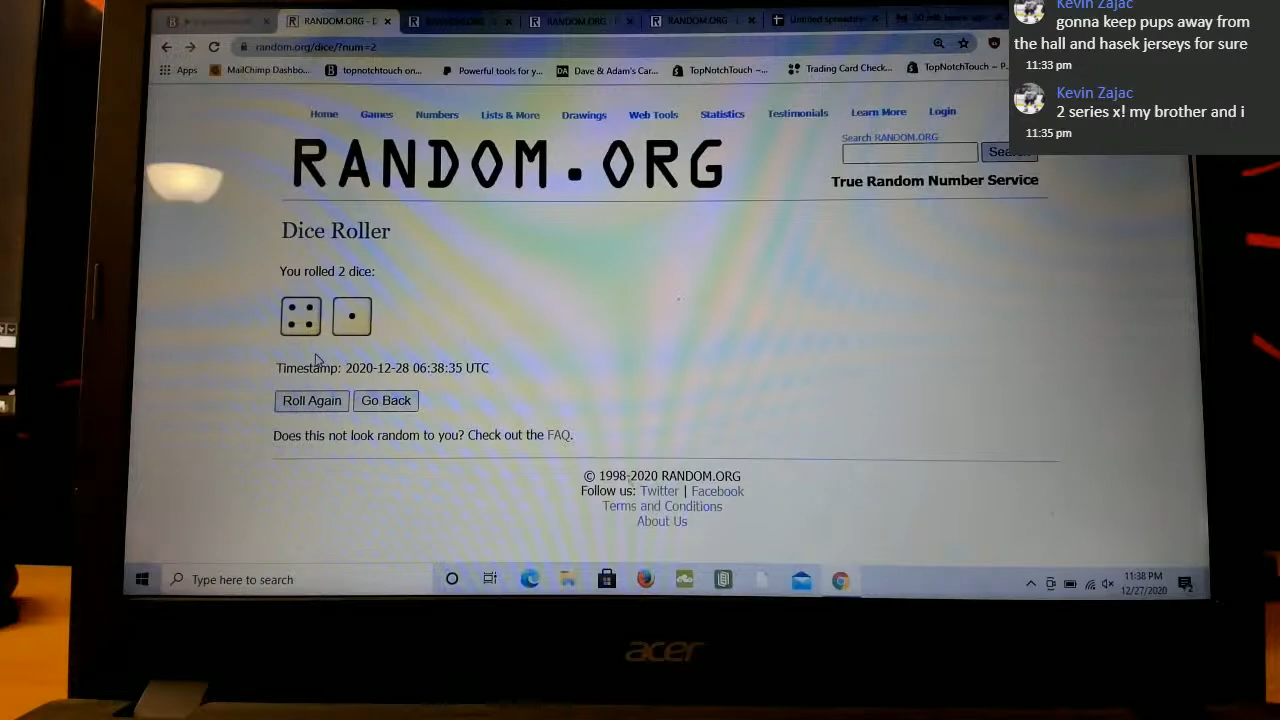 Kevin Zajac
gonna keep pups away from
the hall and hasek jerseys for sure
11:33 pm
Kevin Zajac
2 series x! my brother and i
11:35 pm
RANDOM.ORG - D
RANDOM.ORG
RANDOM.ORG
Untitled spreadsh
random.org/dice/?num=2
Apps
MailChimp Dashbo...
topnotchtouch on...
Powerful tools for y...
DA
Dave & Adam's Car...
TopNotchTouch –...
Trading Card Check...
TopNotchTouch – P...
Home
Games
Numbers
Lists & More
Drawings
Web Tools
Statistics
Testimonials
Learn More
Login
RANDOM.ORG
Search RANDOM.ORG
Search
True Random Number Service
Dice Roller
You rolled 2 dice:
Timestamp: 2020-12-28 06:38:35 UTC
Roll Again
Go Back
Does this not look random to you? Check out the FAQ.
© 1998-2020 RANDOM.ORG
Follow us: Twitter | Facebook
Terms and Conditions
About Us
Type here to search
11:38 PM
12/27/2020
acer